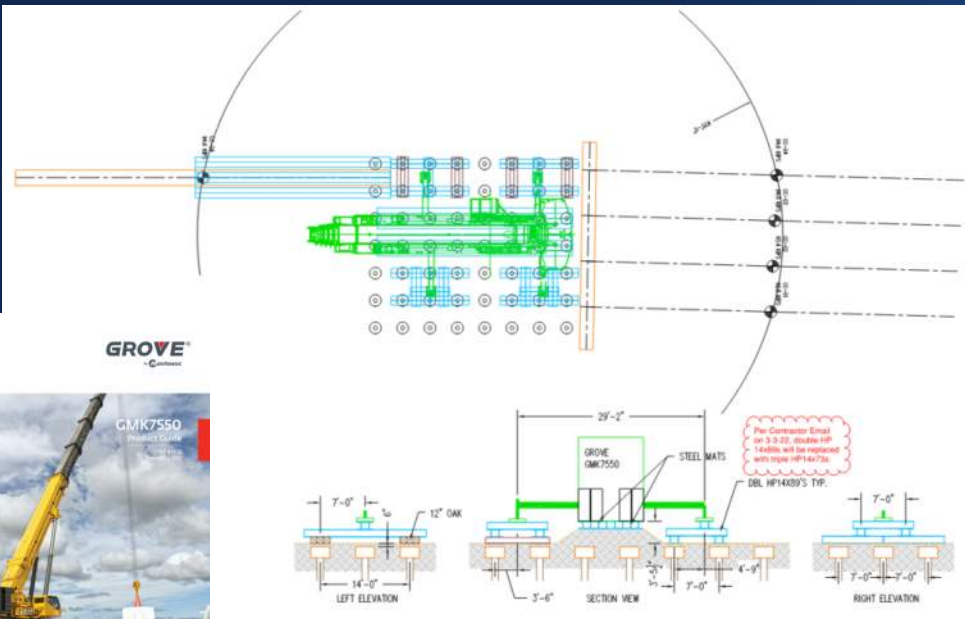 GROVE
GMK7550
Product Guide
29'-2"
GROVE
GMK7550
STEEL MATS
Per Contractor Email
on 3-3-22, double HP
14x89s will be replaced
with triple HP14x73s.
DBL HP14X89'S TYP.
7'-0"
6"
12" OAK
14'-0"
LEFT ELEVATION
3'-6"
7'-0"
4'-9"
SECTION VIEW
7'-0"
7'-0"
7'-0"
RIGHT ELEVATION